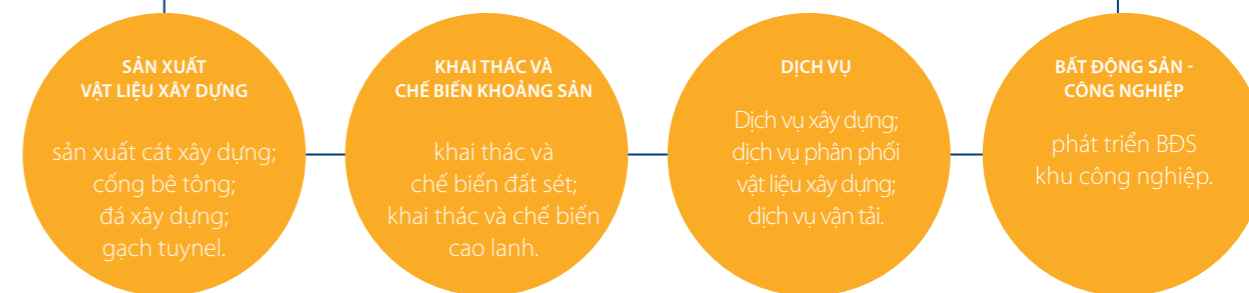 SẢN XUẤT
VẬT LIỆU XÂY DỰNG
sản xuất cát xây dựng;
cống bê tông;
đá xây dựng;
gạch tuynel.
KHAI THÁC VÀ
CHẾ BIẾN KHOẢNG SẢN
khai thác và
chế biến đất sét;
khai thác và chế biến
cao lanh.
DỊCH VỤ
Dịch vụ xây dựng;
dịch vụ phân phối
vật liệu xây dựng;
dịch vụ vận tải.
BẤT ĐỘNG SẢN -
CÔNG NGHIỆP
phát triển BĐS
khu công nghiệp.